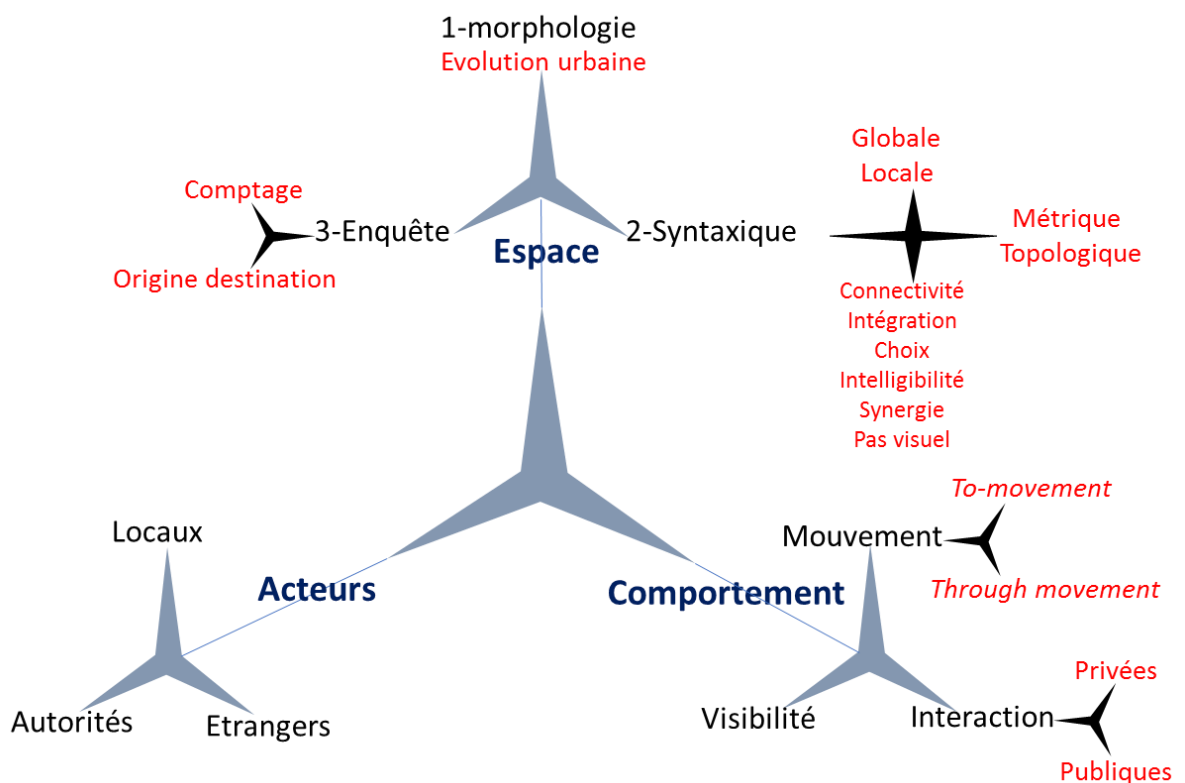 1-morphologie
Evolution urbaine
Globale
Locale
Comptage
3-Enquête
2-Syntaxique
Métrique
Topologique
Espace
Origine destination
Connectivité
Intégration
Choix
Intelligibilité
Synergie
Pas visuel
To-movement
Locaux
Mouvement
Acteurs
Comportement
Through movement
Privées
Autorités
Etrangers
Visibilité
Interaction
Publiques